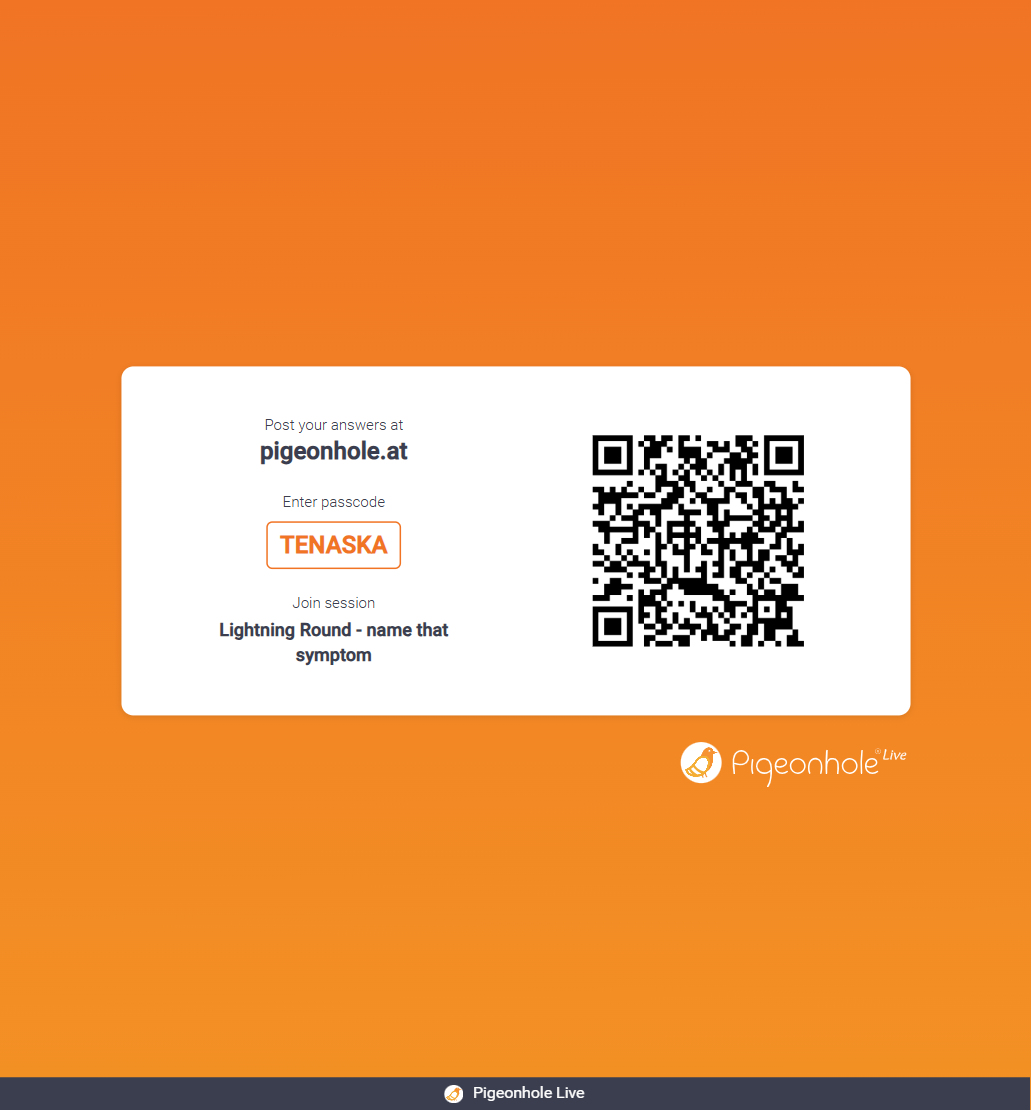 Post your answers at
pigeonhole.at
Enter passcode
TENASKA
Join session
Lightning Round - name that
symptom
Pigeonhole® Live
Pigeonhole Live